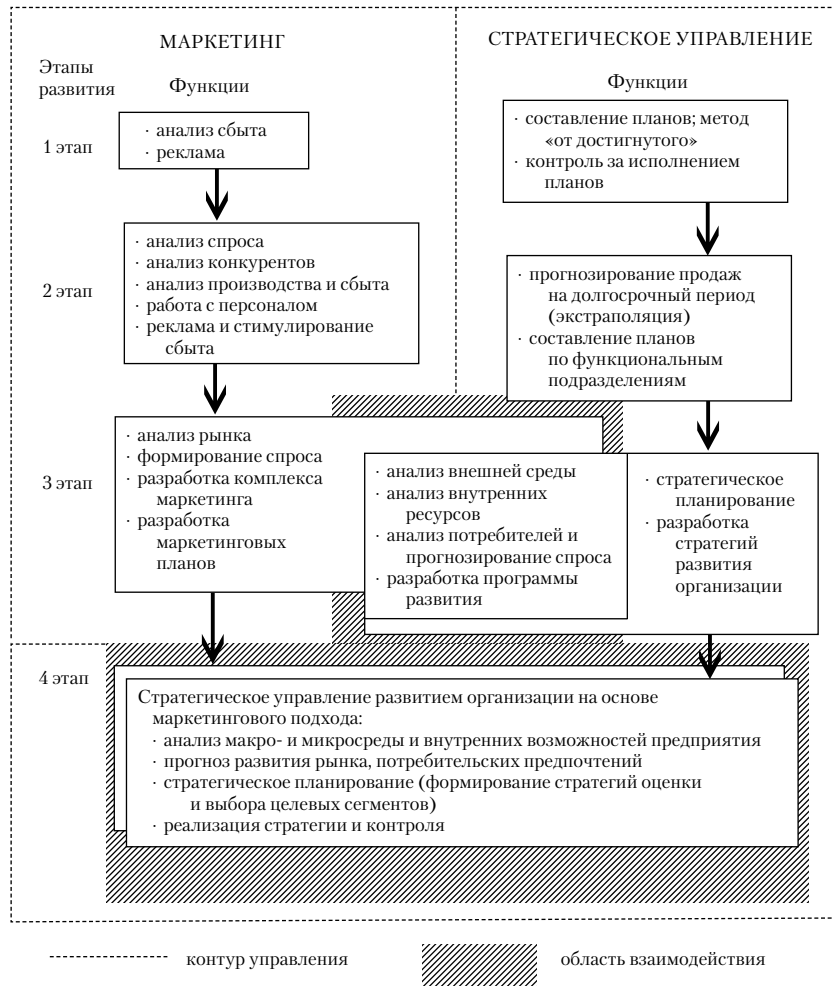 МАРКЕТИНГ
СТРАТЕГИЧЕСКОЕ УПРАВЛЕНИЕ
Этапы
развития
Функции
Функции
1 этап
· анализ сбыта
· реклама
· составление планов; метод
«от достигнутого»
· контроль за исполнением
планов
2 этап
· анализ спроса
· анализ конкурентов
· анализ производства и сбыта
· работа с персоналом
· реклама и стимулирование
сбыта
· прогнозирование продаж
на долгосрочный период
(экстраполяция)
· составление планов
по функциональным
подразделениям
3 этап
· анализ рынка
· формирование спроса
· разработка комплекса
маркетинга
· разработка
маркетинговых
планов
· анализ внешней среды
· анализ внутренних
ресурсов
· анализ потребителей и
прогнозирование спроса
· разработка программы
развития
· стратегическое
планирование
· разработка
стратегий
развития
организации
4 этап
Стратегическое управление развитием организации на основе
маркетингового подхода:
· анализ макро- и микросреды и внутренних возможностей предприятия
· прогноз развития рынка, потребительских предпочтений
· стратегическое планирование (формирование стратегий оценки
и выбора целевых сегментов)
· реализация стратегии и контроля
контур управления
область взаимодействия